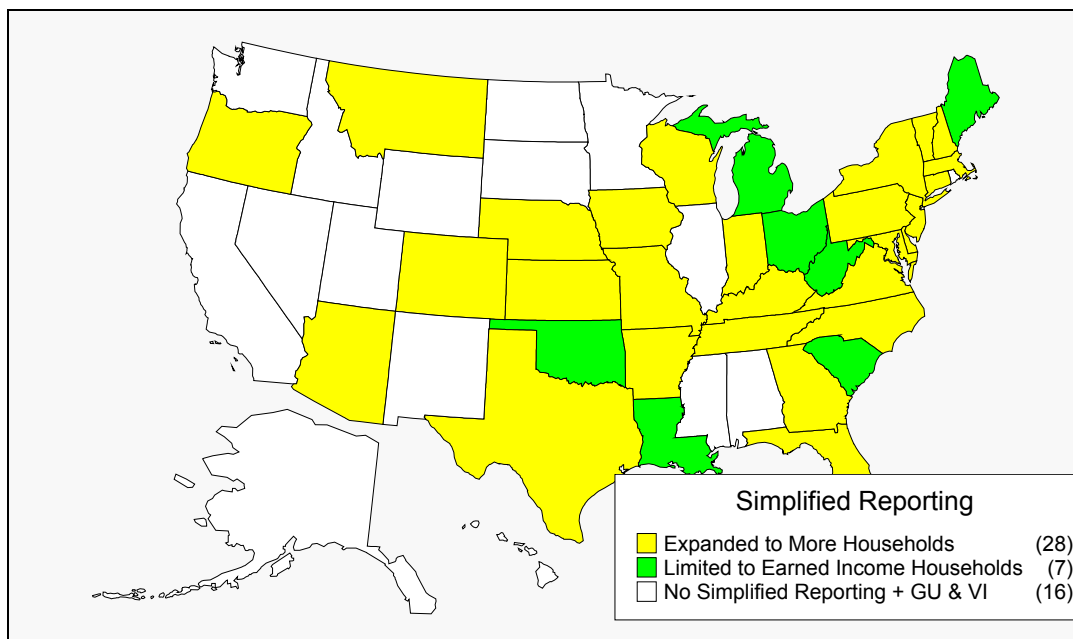 Simplified Reporting
Expanded to More Households (28)
Limited to Earned Income Households (7)
No Simplified Reporting + GU & VI (16)